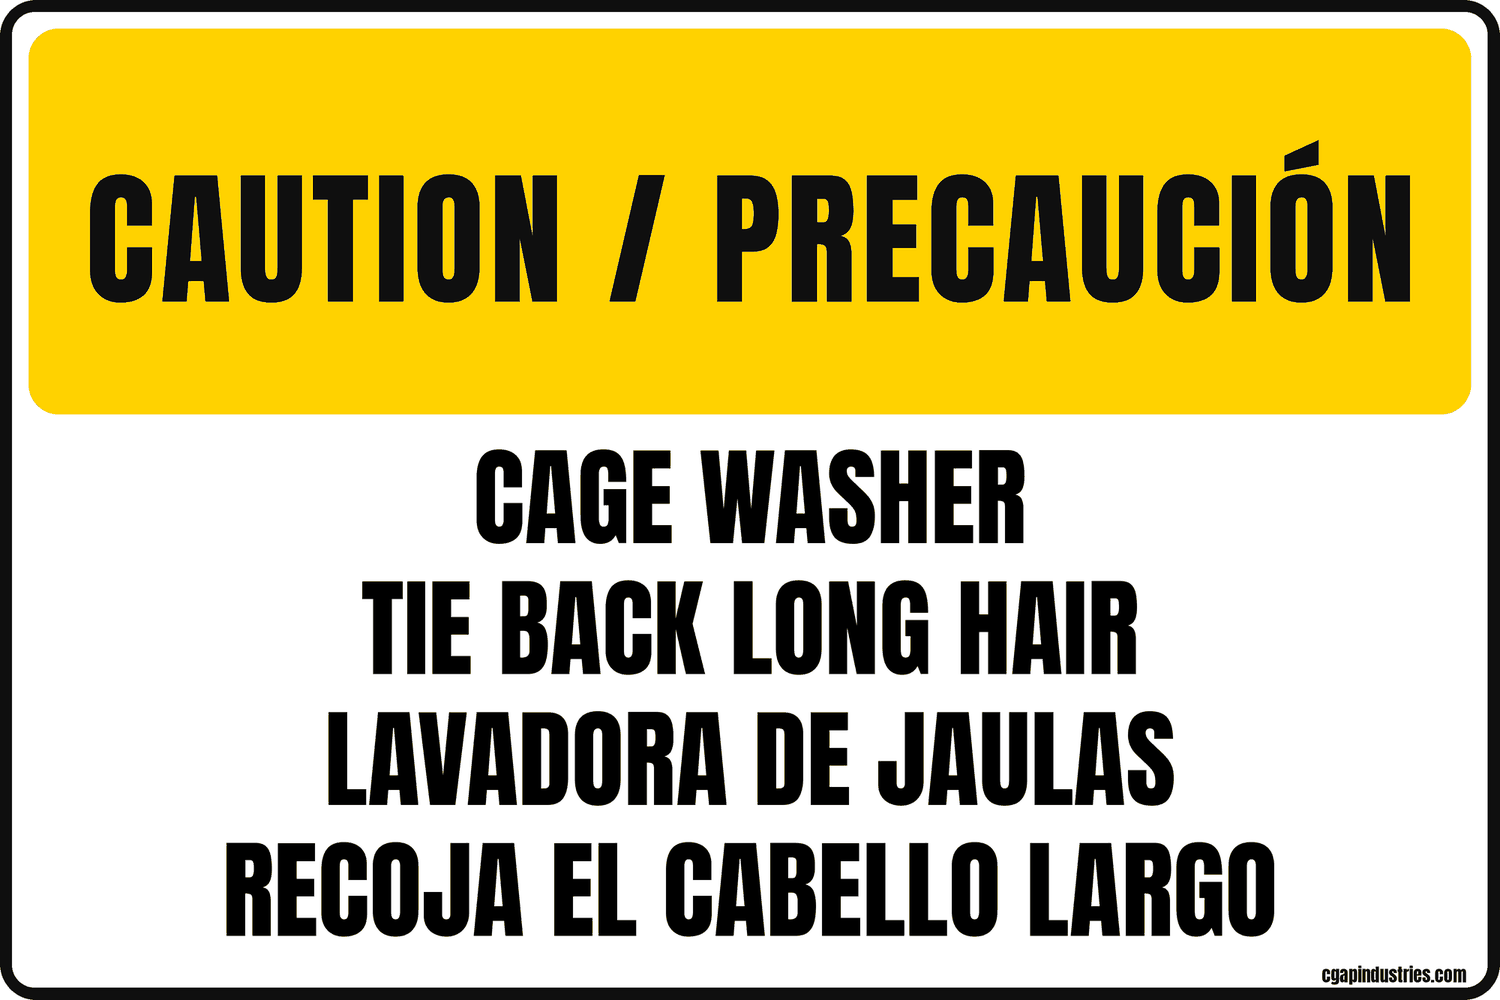 CAUTION / PRECAUCIÓN
CAGE WASHER
TIE BACK LONG HAIR
LAVADORA DE JAULAS
RECOJA EL CABELLO LARGO
cgapindustries.com